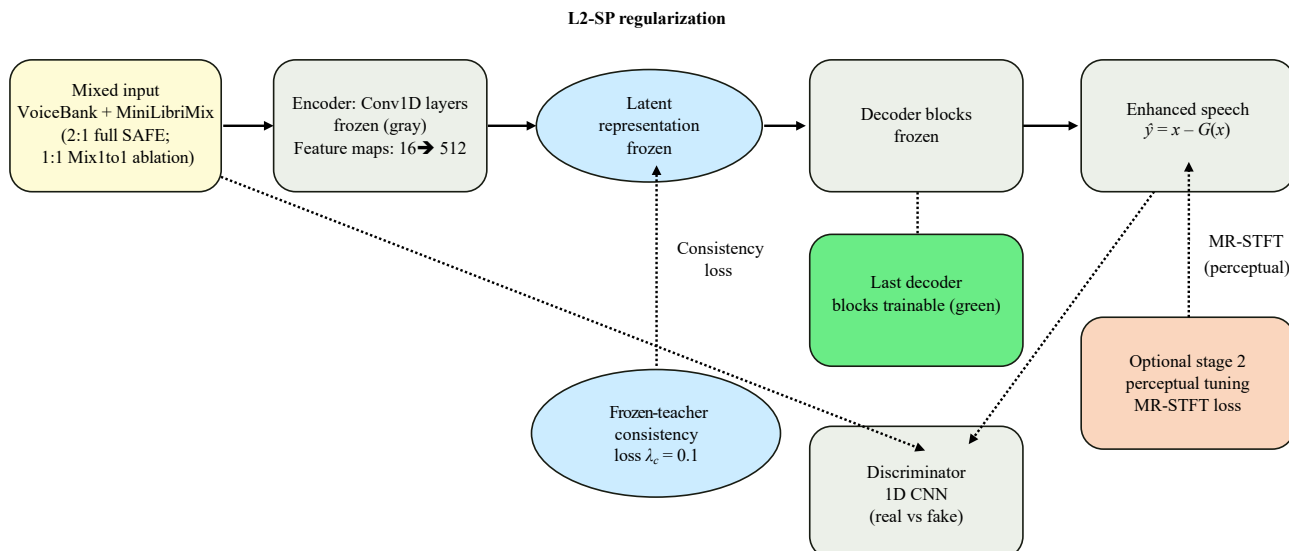 L2-SP regularization
Mixed input
VoiceBank + MiniLibriMix
(2:1 full SAFE;
1:1 Mix1to1 ablation)
Encoder: Conv1D layers
frozen (gray)
Feature maps: 16➔ 512
Latent
representation
frozen
Decoder blocks
frozen
Enhanced speech
ŷ = x – G(x)
Consistency
loss
MR-STFT
(perceptual)
Last decoder
blocks trainable (green)
Optional stage 2
perceptual tuning
MR-STFT loss
Frozen-teacher
consistency
loss λc = 0.1
Discriminator
1D CNN
(real vs fake)